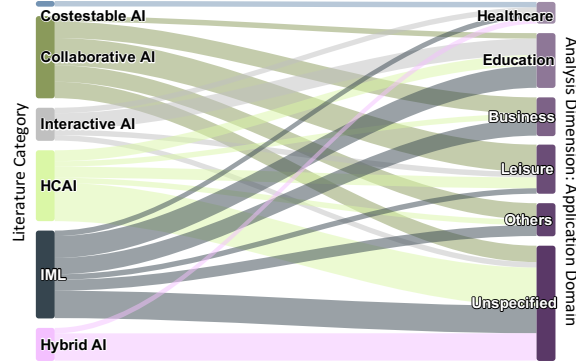 Costestable AI
Collaborative AI
Interactive AI
HCAI
IML
Hybrid AI
Literature Category
Healthcare
Education
Business
Leisure
Others
Unspecified
Analysis Dimension: Application Domain